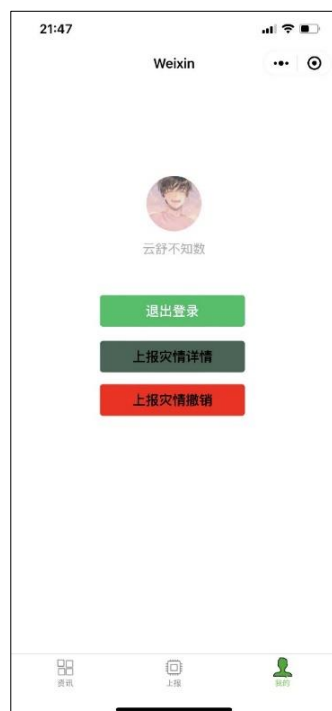 21:47
Weixin
云舒不知数
退出登录
上报灾情详情
上报灾情撤销
资讯
上报
我的